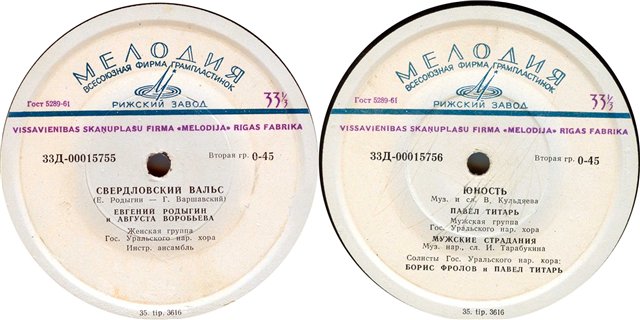 МЕЛОДИЯ
ВСЕСОЮЗНАЯ ФИРМА ГРАМПЛАСТИНОК
Гост 5289-61
РИЖСКИЙ ЗАВОД
33⅓
VISSAVIENIBAS SKAŅUPLAŠU FIRMA «MELODIJA» RIGAS FABRIKA
33Д-00015755
Вторая гр. 0-45
СВЕРДЛОВСКИЙ ВАЛЬС
(Е. Родыгин — Г. Варшавский)
ЕВГЕНИЙ РОДЫГИН
и АВГУСТА ВОРОБЬЕВА
Женская группа
Гос. Уральского нар. хора
Инстр. ансамбль
35. tip. 3616
МЕЛОДИЯ
ВСЕСОЮЗНАЯ ФИРМА ГРАМПЛАСТИНОК
Гост 5289-61
РИЖСКИЙ ЗАВОД
33⅓
VISSAVIENIBAS SKAŅUPLAŠU FIRMA «MELODIJA» RIGAS FABRIKA
33Д-00015756
Вторая гр. 0-45
ЮНОСТЬ
Муз. и сл. В. Кульдяева
ПАВЕЛ ТИТАРЬ
Мужская группа
Гос. Уральского нар. хора
МУЖСКИЕ СТРАДАНИЯ
Муз. нар., сл. И. Тарабукина
Солисты Гос. Уральского нар. хора:
БОРИС ФРОЛОВ и ПАВЕЛ ТИТАРЬ
35. tip. 3616